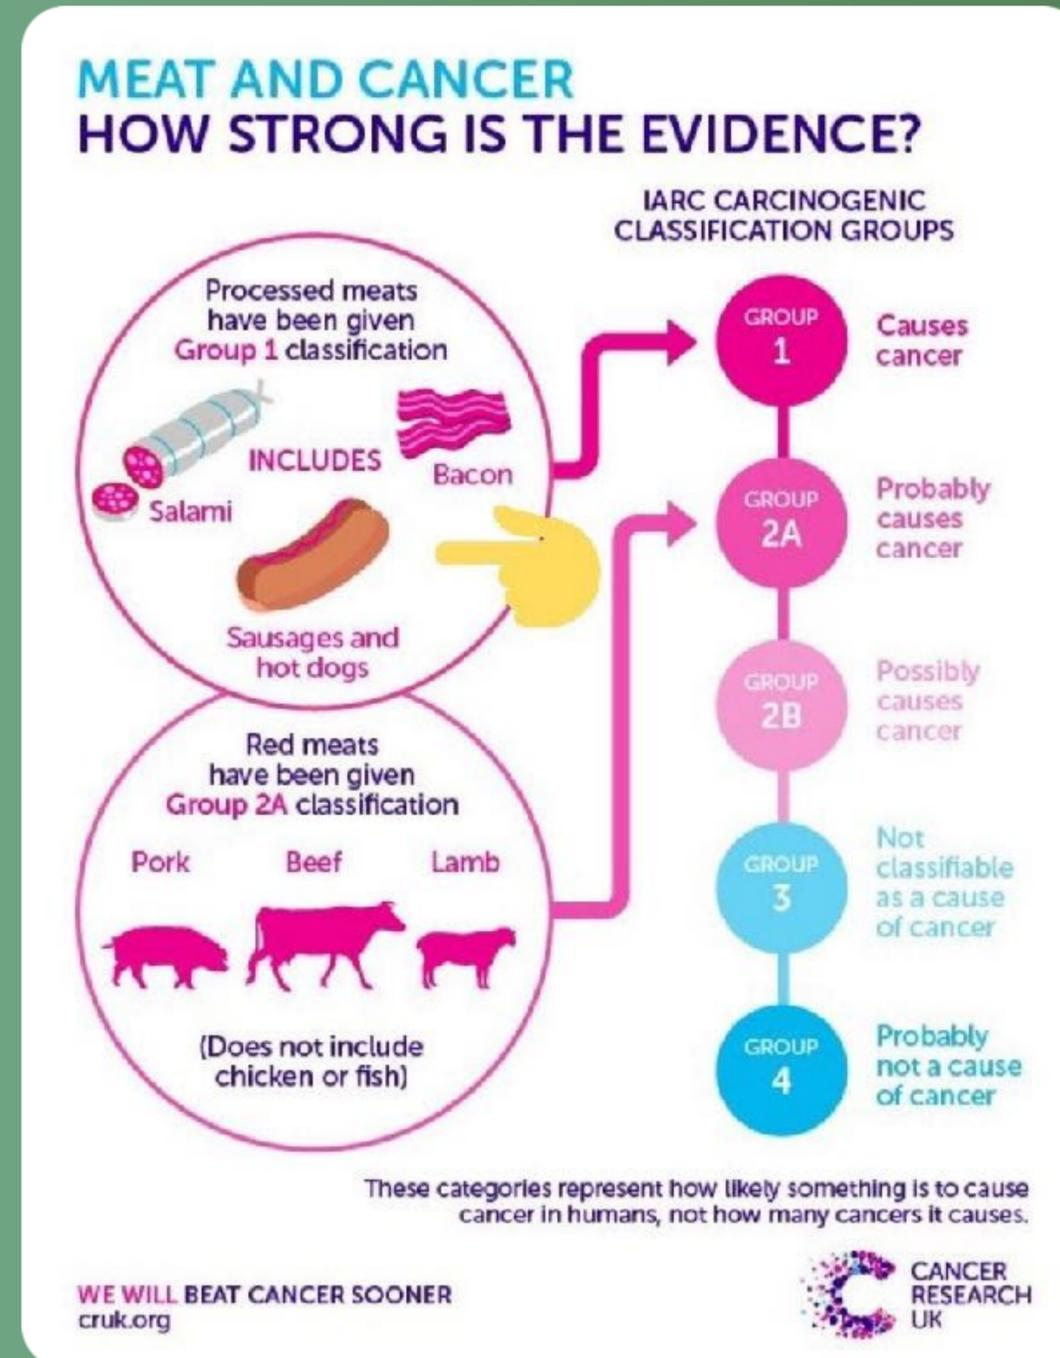 MEAT AND CANCER
HOW STRONG IS THE EVIDENCE?
IARC CARCINOGENIC
CLASSIFICATION GROUPS
Processed meats
have been given
Group 1 classification
INCLUDES
Salami
Bacon
Sausages and
hot dogs
Red meats
have been given
Group 2A classification
Pork
Beef
Lamb
(Does not include
chicken or fish)
GROUP
1
Causes
cancer
GROUP
2A
Probably
causes
cancer
GROUP
2B
Possibly
causes
cancer
GROUP
3
Not
classifiable
as a cause
of cancer
GROUP
4
Probably
not a cause
of cancer
These categories represent how likely something is to cause
cancer in humans, not how many cancers it causes.
WE WILL BEAT CANCER SOONER
cruk.org
CANCER
RESEARCH
UK